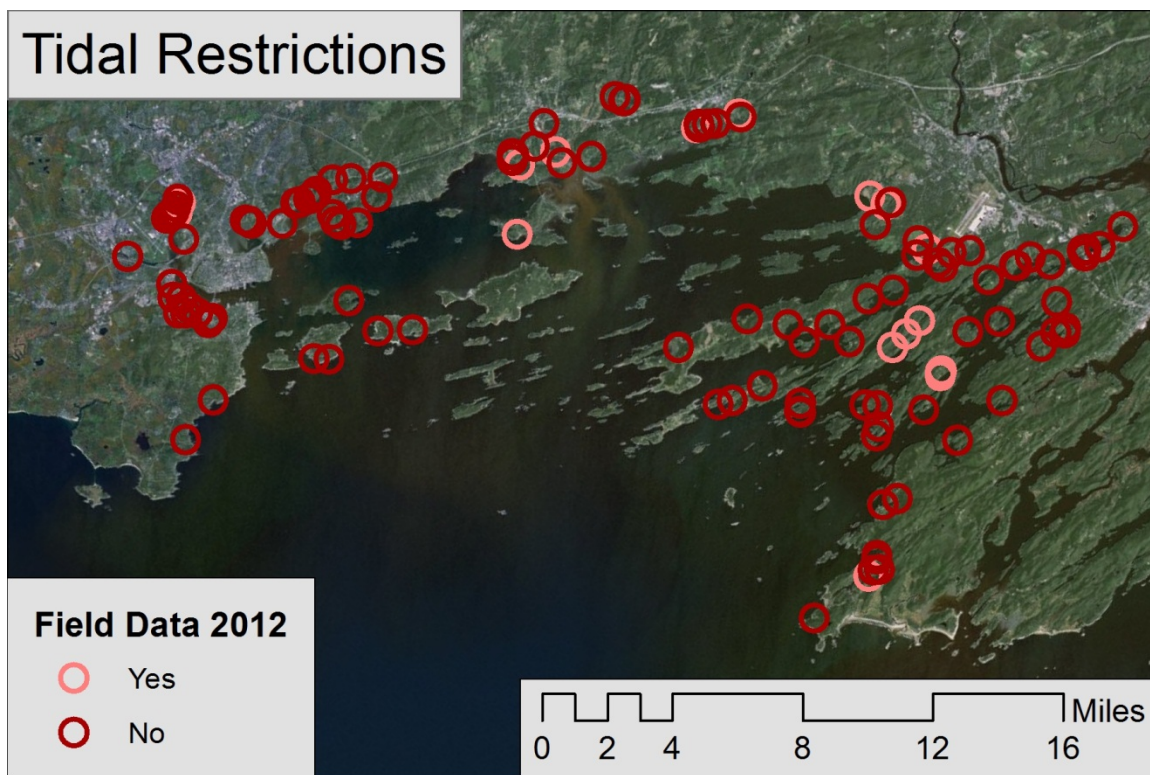 Tidal Restrictions
Field Data 2012
Yes
No
Miles
0 2 4 8 12 16